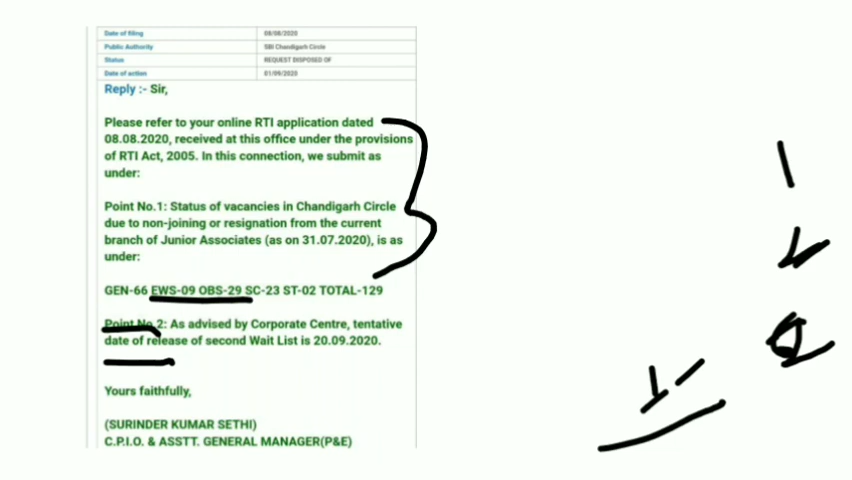 Date of filing 08/08/2020
Public Authority SBI Chandigarh Circle
Status REQUEST DISPOSED OF
Date of action 01/09/2020
Reply :- Sir,
Please refer to your online RTI application dated
08.08.2020, received at this office under the provisions
of RTI Act, 2005. In this connection, we submit as
under:
Point No.1: Status of vacancies in Chandigarh Circle
due to non-joining or resignation from the current
branch of Junior Associates (as on 31.07.2020), is as
under:
GEN-66 EWS-09 OBS-29 SC-23 ST-02 TOTAL-129
Point No.2: As advised by Corporate Centre, tentative
date of release of second Wait List is 20.09.2020.
Yours faithfully,
(SURINDER KUMAR SETHI)
C.P.I.O. & ASSTT. GENERAL MANAGER(P&E)